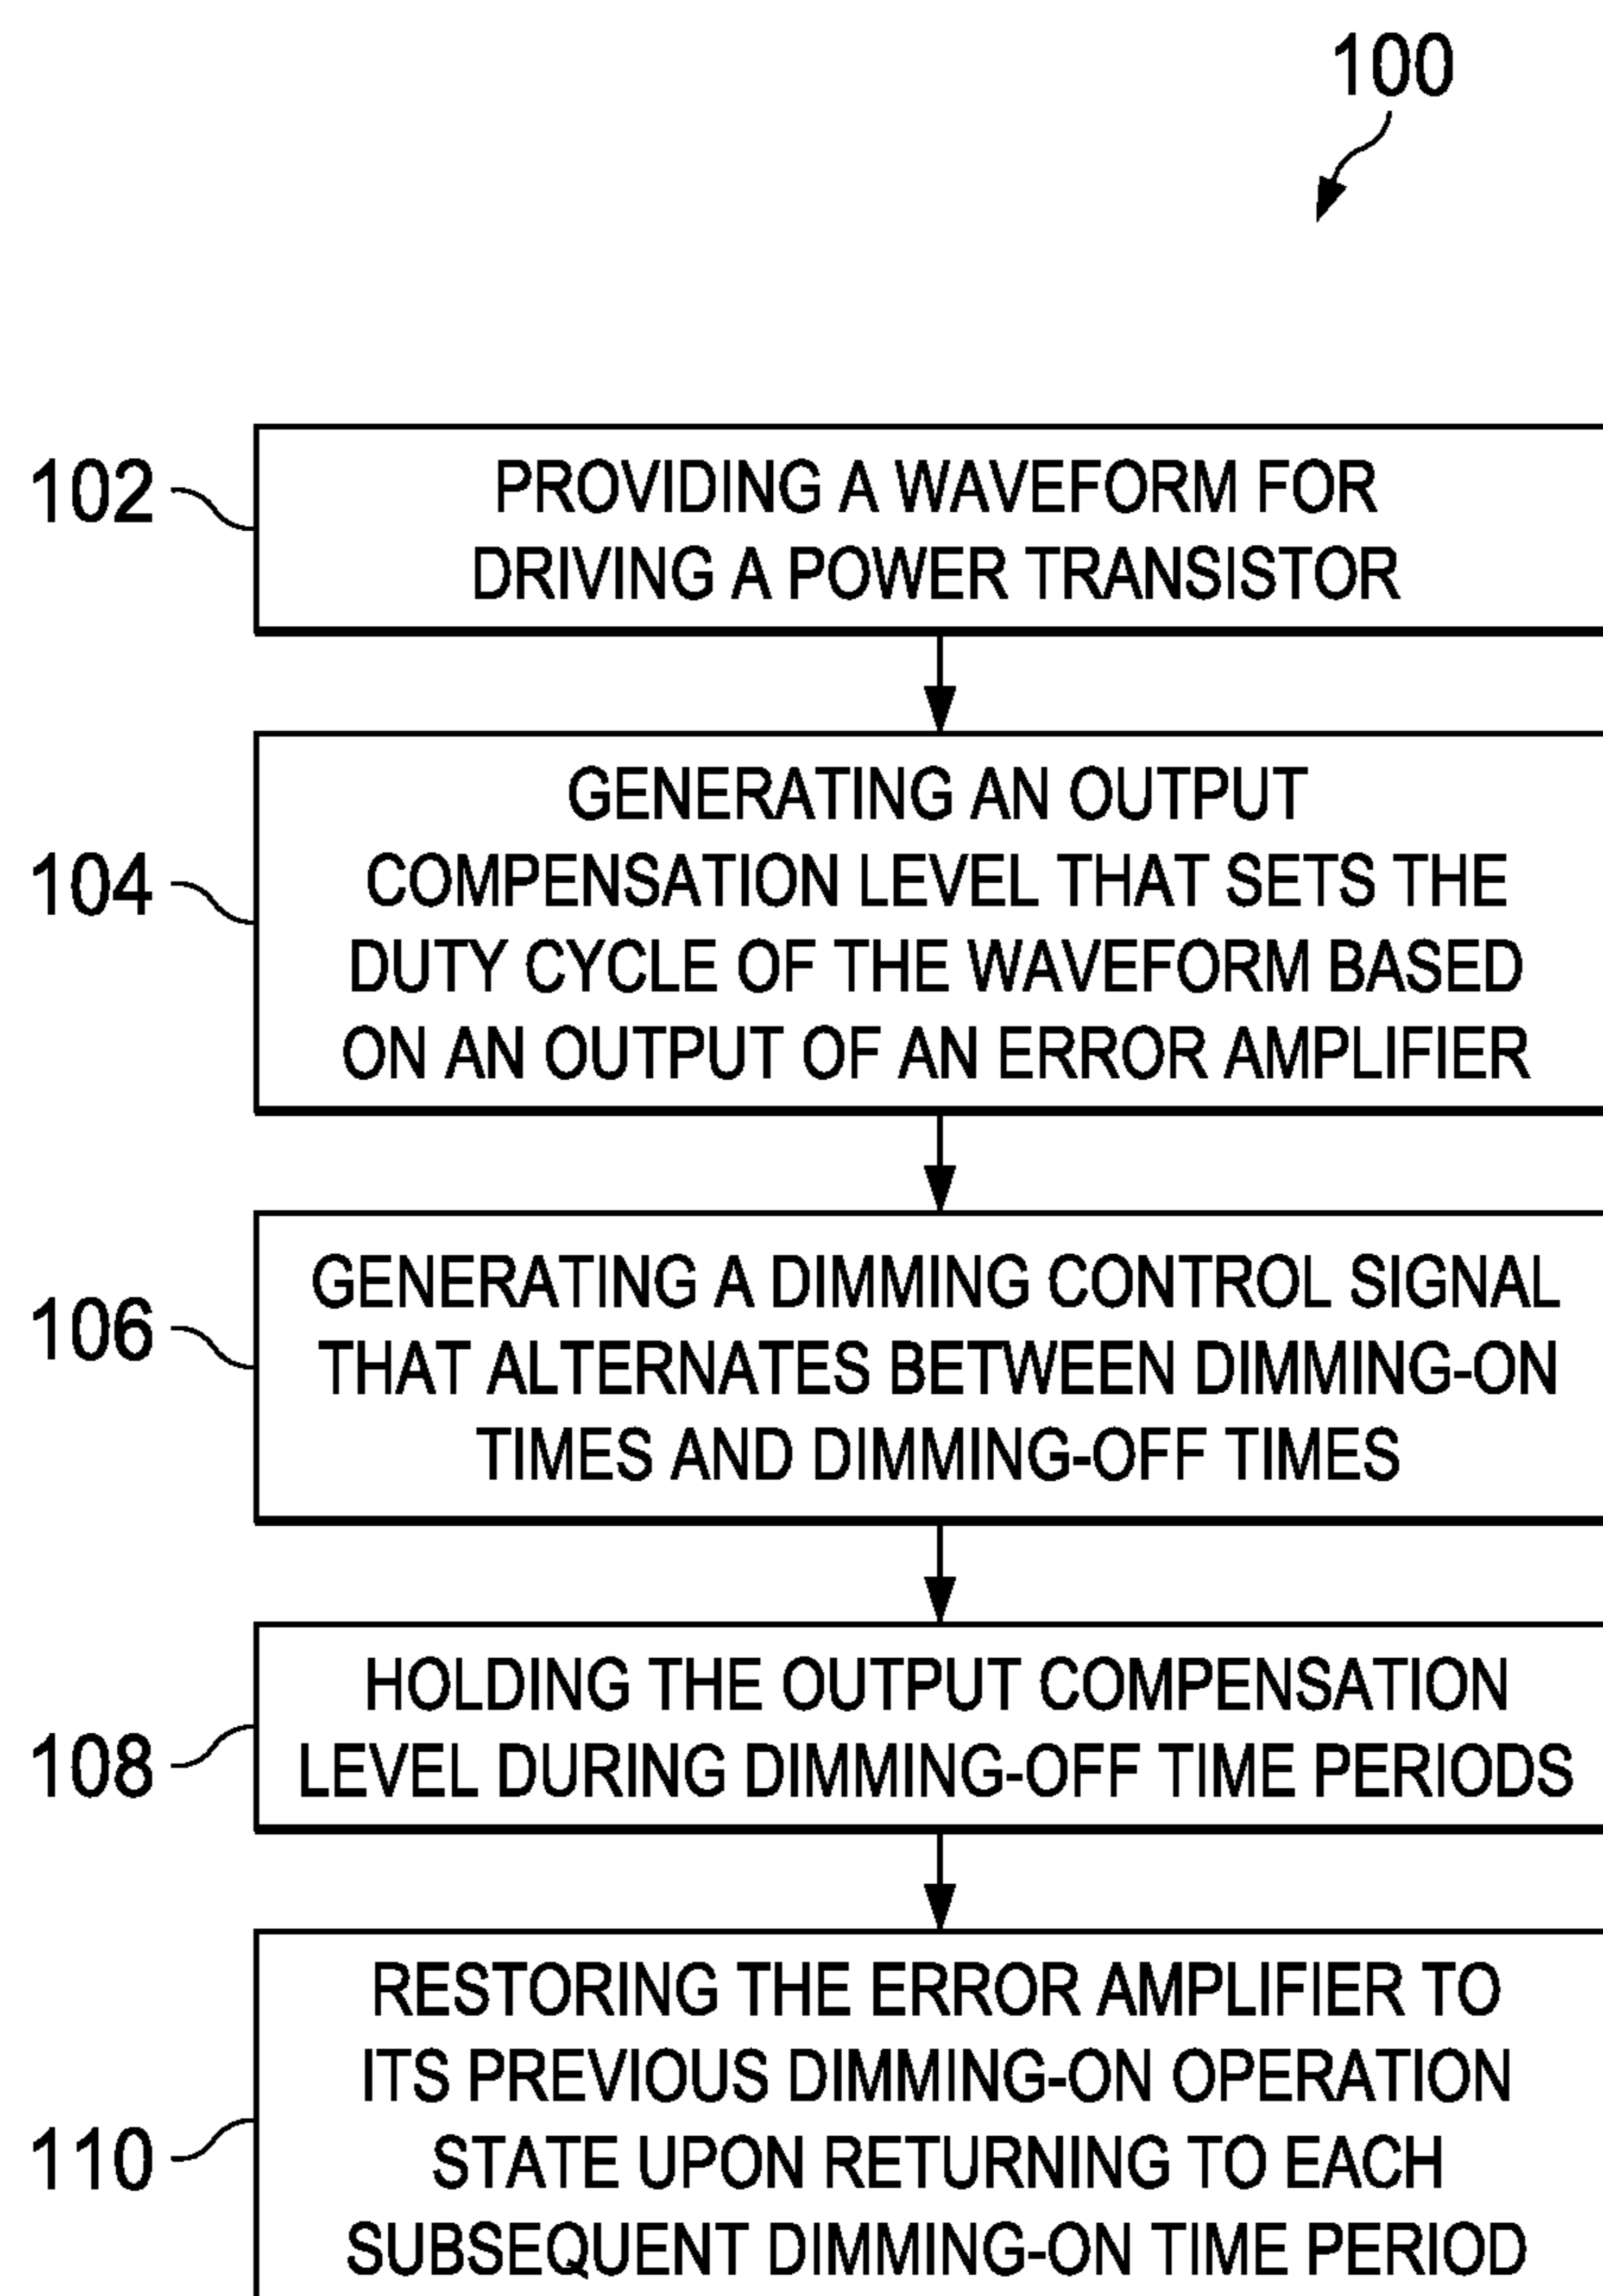 100
102
PROVIDING A WAVEFORM FOR
DRIVING A POWER TRANSISTOR
104
GENERATING AN OUTPUT
COMPENSATION LEVEL THAT SETS THE
DUTY CYCLE OF THE WAVEFORM BASED
ON AN OUTPUT OF AN ERROR AMPLIFIER
106
GENERATING A DIMMING CONTROL SIGNAL
THAT ALTERNATES BETWEEN DIMMING-ON
TIMES AND DIMMING-OFF TIMES
108
HOLDING THE OUTPUT COMPENSATION
LEVEL DURING DIMMING-OFF TIME PERIODS
110
RESTORING THE ERROR AMPLIFIER TO
ITS PREVIOUS DIMMING-ON OPERATION
STATE UPON RETURNING TO EACH
SUBSEQUENT DIMMING-ON TIME PERIOD